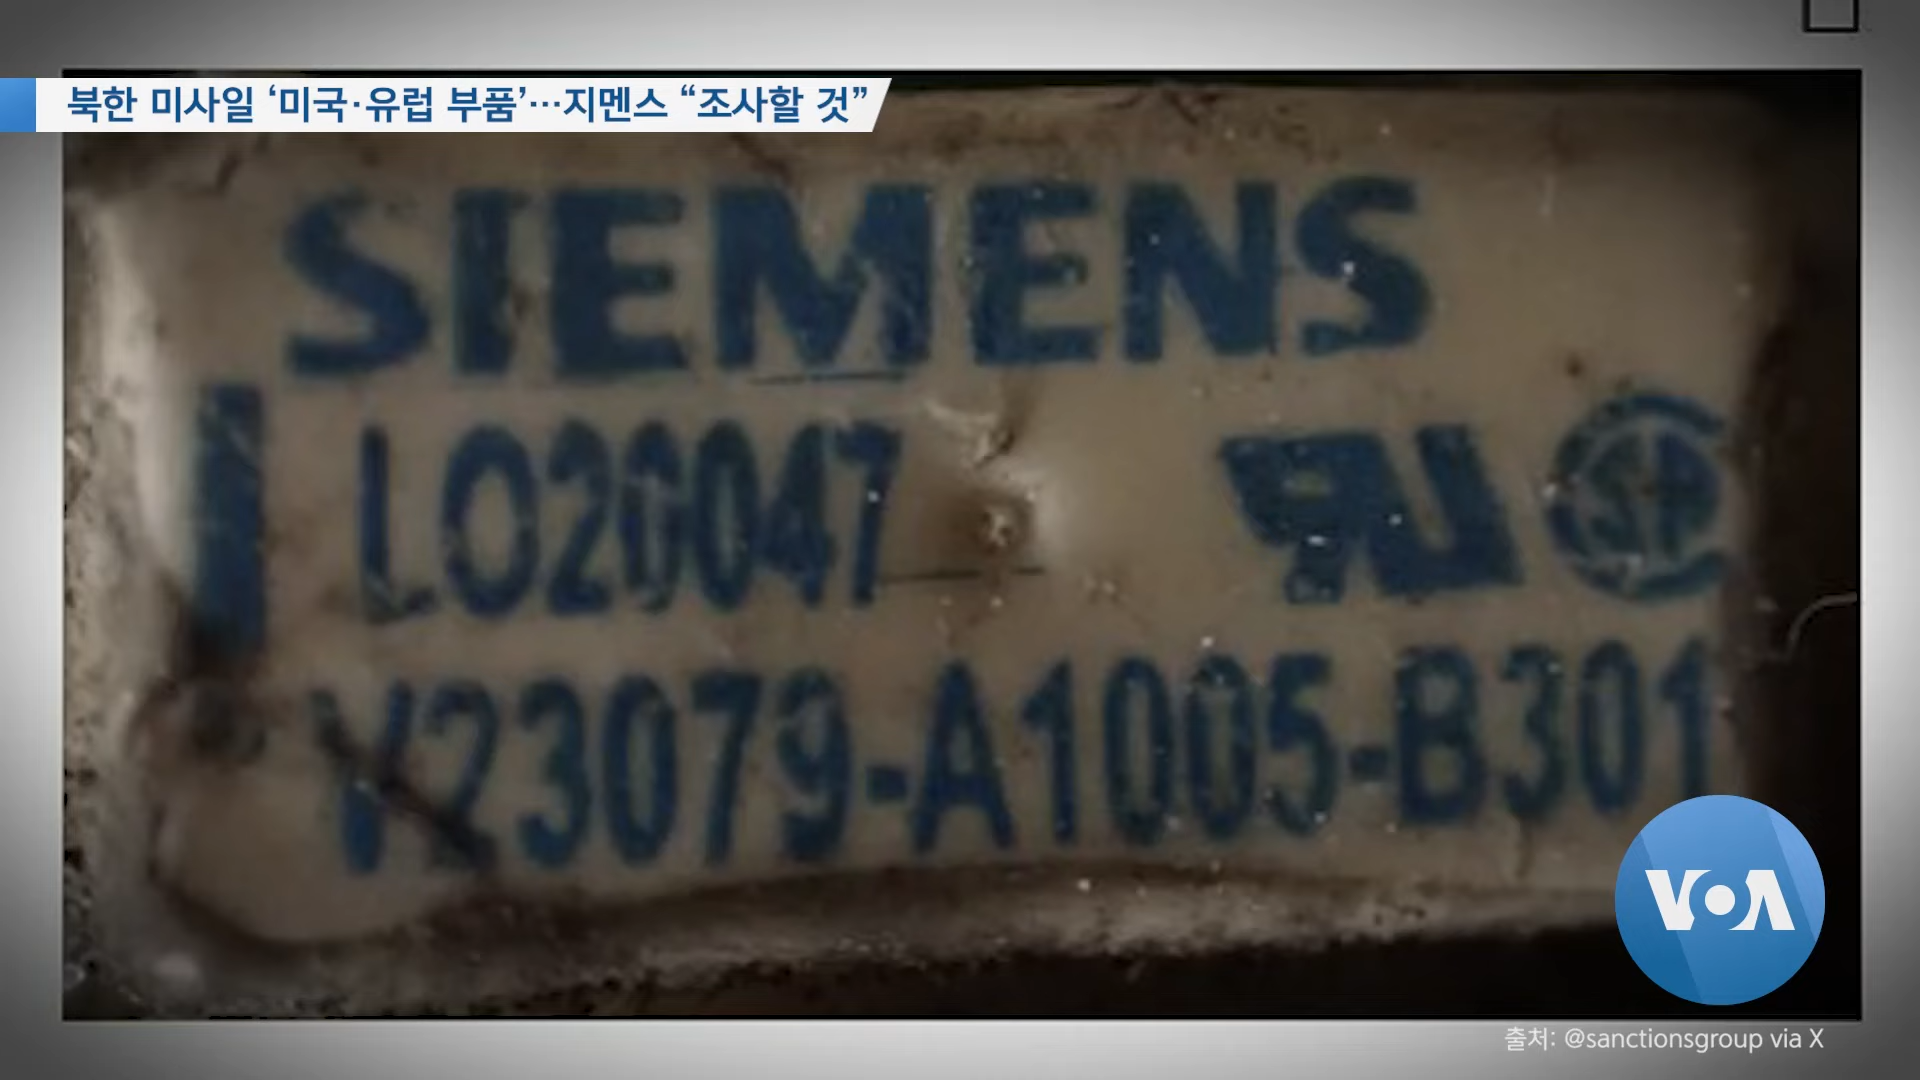 북한 미사일 ‘미국·유럽 부품’…지멘스 “조사할 것”
SIEMENS
LO20047
V23079-A1005-B301
VOA
출처: @sanctionsgroup via X